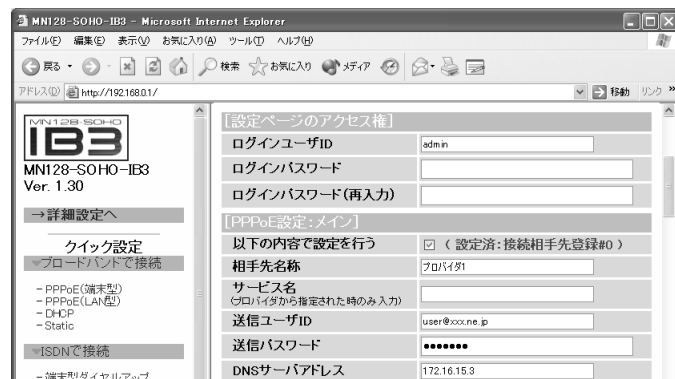 MN128-SOHO-IB3 - Microsoft Internet Explorer
ファイル(F) 編集(E) 表示(V) お気に入り(A) ツール(T) ヘルプ(H)
戻る 検索 お気に入り メディア
アドレス(D) http://192.168.0.1/ 移動 リンク »
MN128-SOHO
IB3
MN128-SOHO-IB3
Ver. 1.30
→詳細設定へ
クイック設定
ブロードバンドで接続
- PPPoE(端末型)
- PPPoE(LAN型)
- DHCP
- Static
ISDNで接続
- 端末型ダイヤルアップ
[設定ページのアクセス権]
ログインユーザID admin
ログインパスワード
ログインパスワード(再入力)
[PPPoE設定:メイン]
以下の内容で設定を行う ( 設定済:接続相手先登録#0 )
相手先名称 プロバイダ1
サービス名
(プロバイダから指定された時のみ入力)
送信ユーザID user@xxx.ne.jp
送信パスワード ●●●●●●●
DNSサーバアドレス 172.16.15.3